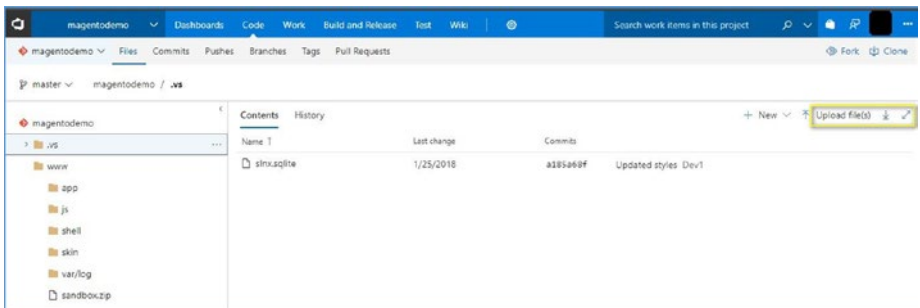 magentodemo Dashboards Code Work Build and Release Test Wiki Search work items in this project
magentodemo Files Commits Pushes Branches Tags Pull Requests Fork Clone
master magentodemo / .vs
magentodemo
.vs
www
app
js
shell
skin
var/log
sandbox.zip
Contents History New Upload file(s)
Name Last change Commits
slnx.sqlite 1/25/2018 a185a68f Updated styles Dev1